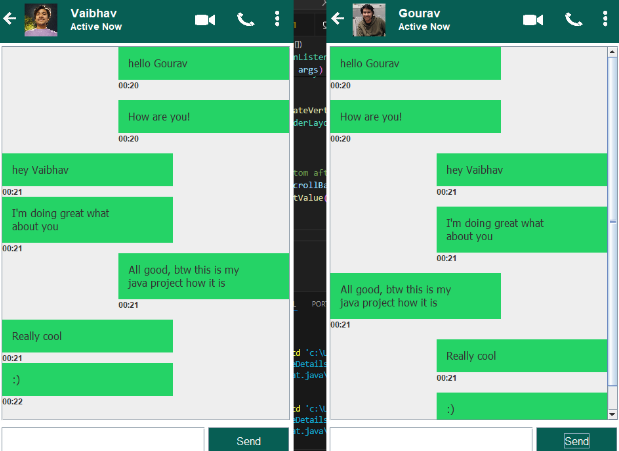 Vaibhav
Active Now
hello Gourav
00:20
How are you!
00:20
hey Vaibhav
00:21
I'm doing great what
about you
00:21
All good, btw this is my
java project how it is
00:21
Really cool
00:21
:)
00:22
Send
args)
PORT
cd 'c:\U
cd 'c:\U
Gourav
Active Now
hello Gourav
00:20
How are you!
00:20
hey Vaibhav
00:21
I'm doing great what
about you
00:21
All good, btw this is my
java project how it is
00:21
Really cool
00:21
:)
Send